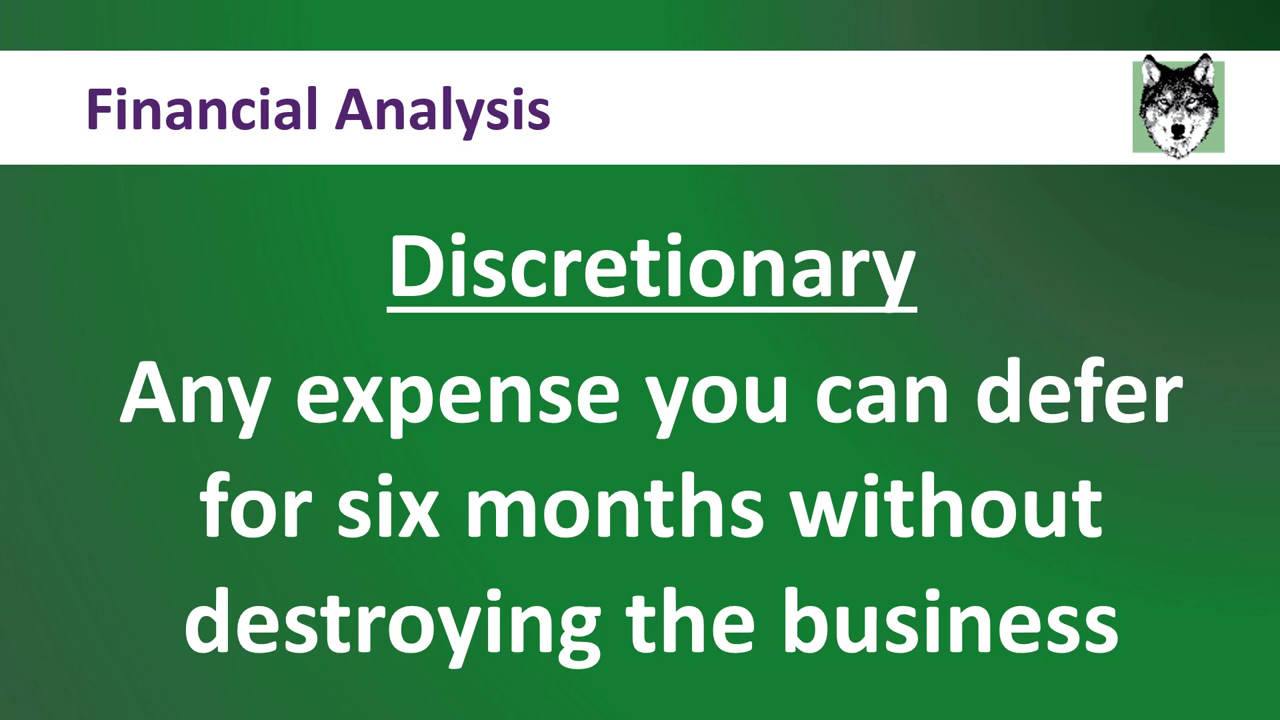 Financial Analysis
Discretionary
Any expense you can defer
for six months without
destroying the business